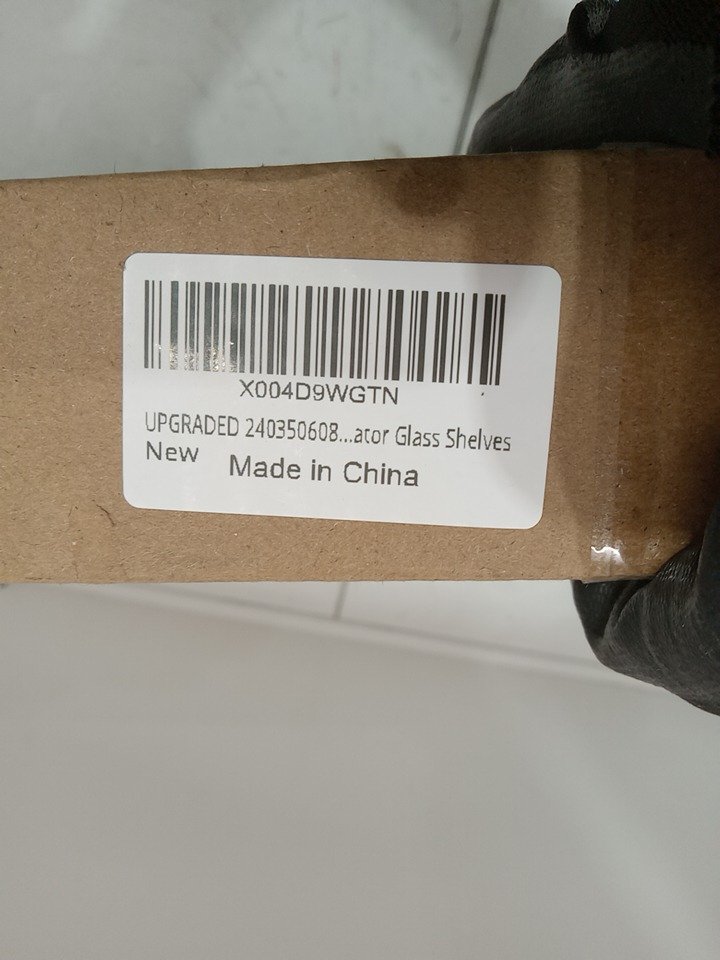 X004D9WGTN
UPGRADED 240350608...ator Glass Shelves
New
Made in China